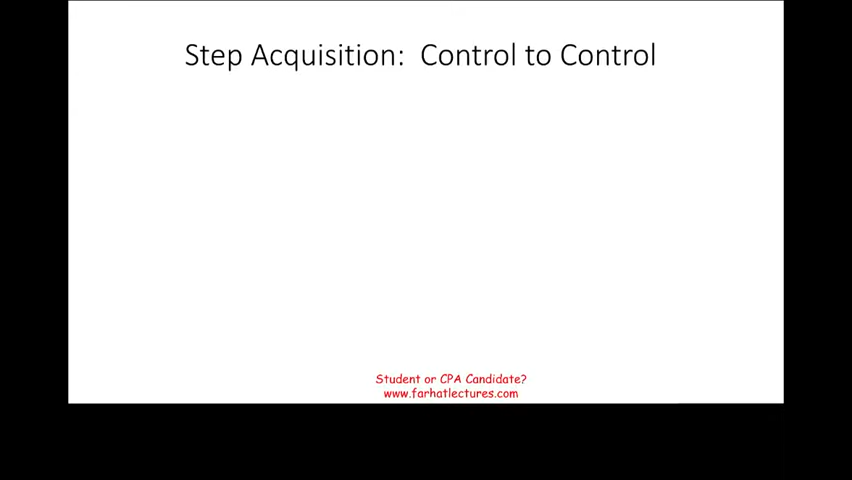 Step Acquisition: Control to Control
Student or CPA Candidate?
www.farhatlectures.com